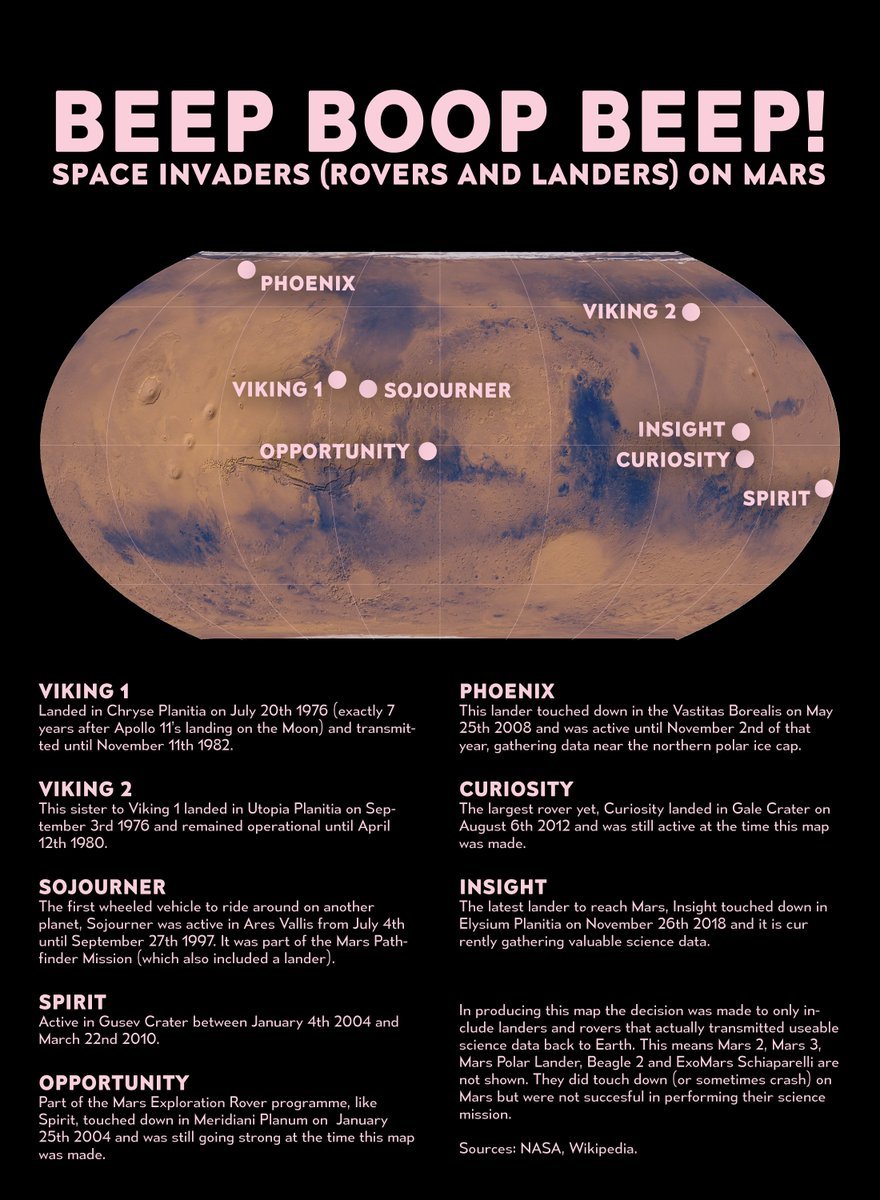 BEEP BOOP BEEP!
SPACE INVADERS (ROVERS AND LANDERS) ON MARS
PHOENIX
VIKING 2
VIKING 1
SOJOURNER
INSIGHT
OPPORTUNITY
CURIOSITY
SPIRIT
VIKING 1
Landed in Chryse Planitia on July 20th 1976 (exactly 7
years after Apollo 11's landing on the Moon) and transmit-
ted until November 11th 1982.
VIKING 2
This sister to Viking 1 landed in Utopia Planitia on Sep-
tember 3rd 1976 and remained operational until April
12th 1980.
SOJOURNER
The first wheeled vehicle to ride around on another
planet, Sojourner was active in Ares Vallis from July 4th
until September 27th 1997. It was part of the Mars Path-
finder Mission (which also included a lander).
SPIRIT
Active in Gusev Crater between January 4th 2004 and
March 22nd 2010.
OPPORTUNITY
Part of the Mars Exploration Rover programme, like
Spirit, touched down in Meridiani Planum on January
25th 2004 and was still going strong at the time this map
was made.
PHOENIX
This lander touched down in the Vastitas Borealis on May
25th 2008 and was active until November 2nd of that
year, gathering data near the northern polar ice cap.
CURIOSITY
The largest rover yet, Curiosity landed in Gale Crater on
August 6th 2012 and was still active at the time this map
was made.
INSIGHT
The latest lander to reach Mars, Insight touched down in
Elysium Planitia on November 26th 2018 and it is cur
rently gathering valuable science data.
In producing this map the decision was made to only in-
clude landers and rovers that actually transmitted useable
science data back to Earth. This means Mars 2, Mars 3,
Mars Polar Lander, Beagle 2 and ExoMars Schiaparelli are
not shown. They did touch down (or sometimes crash) on
Mars but were not succesful in performing their science
mission.
Sources: NASA, Wikipedia.